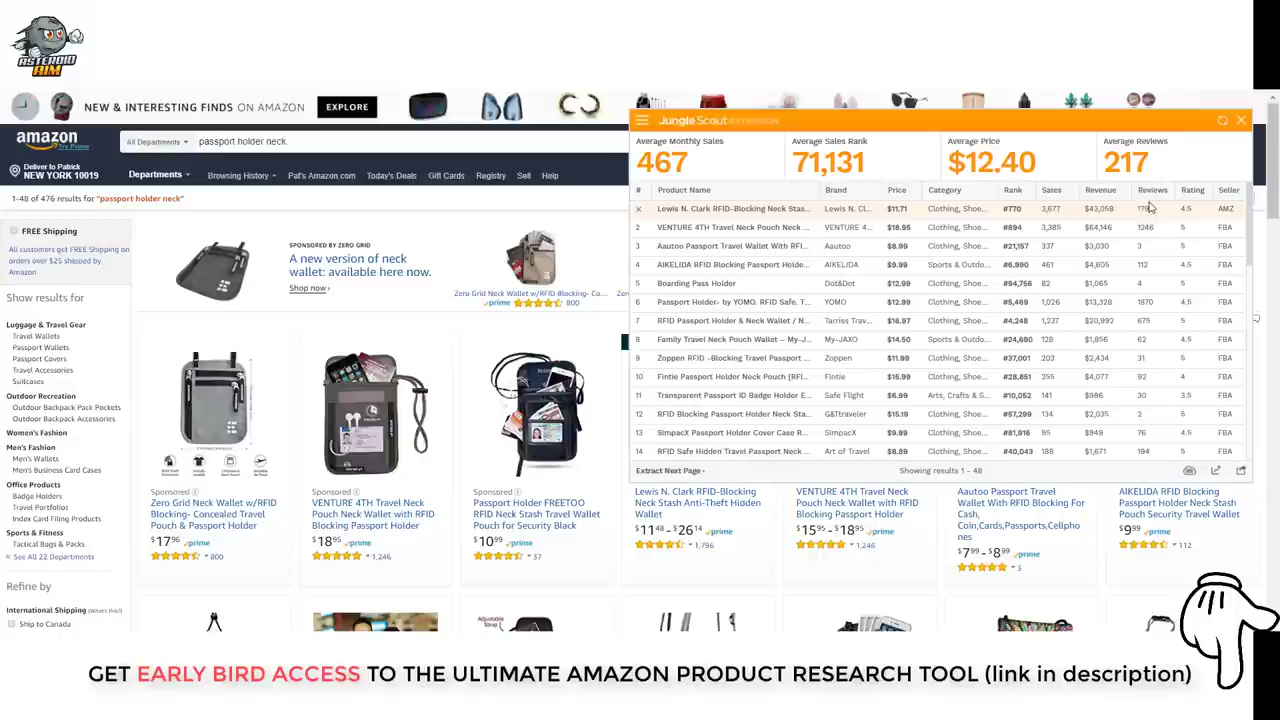 ASTEROID
AIM
NEW & INTERESTING FINDS ON AMAZON EXPLORE
amazon
Try Prime
All Departments
passport holder neck.
Deliver to Patrick
NEW YORK 10019
Departments
Browsing History
Pat's Amazon.com
Today's Deals
Gift Cards
Registry
Sell
Help
1-48 of 476 results for "passport holder neck"
FREE Shipping
All customers get FREE Shipping on
orders over $25 shipped by
Amazon
Show results for
Luggage & Travel Gear
Travel Wallets
Passport Wallets
Passport Covers
Travel Accessories
Suitcases
Outdoor Recreation
Outdoor Backpack Pack Pockets
Outdoor Backpack Accessories
Women's Fashion
Men's Fashion
Men's Wallets
Men's Business Card Cases
Office Products
Badge Holders
Travel Portfolios
Index Card Filing Products
Sports & Fitness
Tactical Bags & Packs
See All 22 Departments
Refine by
International Shipping (What's this?)
Ship to Canada
SPONSORED BY ZERO GRID
A new version of neck
wallet: available here now.
Shop now ›
Zero Grid Neck Wallet w/RFID Blocking- Co...
prime 800
Jungle Scout EXTENSION
Average Monthly Sales
467
Average Sales Rank
71,131
Average Price
$12.40
Average Reviews
217
# Product Name Brand Price Category Rank Sales Revenue Reviews Rating Seller
× Lewis N. Clark RFID-Blocking Neck Stas... Lewis N. Cl... $11.71 Clothing, Shoe... #770 3,677 $43,058 4.5 AMZ
2 VENTURE 4TH Travel Neck Pouch Neck ... VENTURE 4... $18.95 Clothing, Shoe... #894 3,385 $64,146 1246 5 FBA
3 Aautoo Passport Travel Wallet With RFI... Aautoo $8.99 Clothing, Shoe... #21,157 337 $3,030 3 5 FBA
4 AIKELIDA RFID Blocking Passport Holde... AIKELIDA $9.99 Sports & Outdo... #6,990 461 $4,605 112 5 FBA
5 Boarding Pass Holder Dot&Dot $12.99 Clothing, Shoe... #94,756 82 $1,065 4 5 FBA
6 Passport Holder- by YOMO. RFID Safe. T... YOMO $12.99 Clothing, Shoe... #5,469 1,026 $13,328 1870 4.5 FBA
7 RFID Passport Holder & Neck Wallet / N... Tarriss Trav... $16.97 Clothing, Shoe... #4,248 1,237 $20,992 675 5 FBA
8 Family Travel Neck Pouch Wallet – My-J... My-JAXO $14.50 Clothing, Shoe... #24,690 128 $1,856 62 4.5 FBA
9 Zoppen RFID -Blocking Travel Passport ... Zoppen $11.99 Clothing, Shoe... #37,001 203 $2,434 31 5 FBA
10 Fintie Passport Holder Neck Pouch [RFI... Fintie $15.99 Clothing, Shoe... #28,851 255 $4,077 92 4 FBA
11 Transparent Passport ID Badge Holder E... Safe Flight $6.99 Arts, Crafts & S... #10,052 141 $986 30 3.5 FBA
12 RFID Blocking Passport Holder Neck Sta... G&Ttraveler $15.19 Clothing, Shoe... #57,299 134 $2,035 2 5 FBA
13 SimpacX Passport Holder Cover Case R... SimpacX $9.99 Clothing, Shoe... #81,916 95 $949 76 4.5 FBA
14 RFID Safe Hidden Travel Passport Neck ... Art of Travel $8.89 Clothing, Shoe... #40,043 188 $1,671 194 5 FBA
Extract Next Page ›
Showing results 1 - 48
Sponsored
Zero Grid Neck Wallet w/RFID
Blocking- Concealed Travel
Pouch & Passport Holder
$17 96 prime
800
Sponsored
VENTURE 4TH Travel Neck
Pouch Neck Wallet with RFID
Blocking Passport Holder
$18 95 prime
1,246
Sponsored
Passport Holder FREETOO
RFID Neck Stash Travel Wallet
Pouch for Security Black
$10 99 prime
37
Lewis N. Clark RFID-Blocking
Neck Stash Anti-Theft Hidden
Wallet
$11 48 - $26 14 prime
1,796
VENTURE 4TH Travel Neck
Pouch Neck Wallet with RFID
Blocking Passport Holder
$15 95 - $18 95 prime
1,246
Aautoo Passport Travel
Wallet With RFID Blocking For
Cash,
Coin,Cards,Passports,Cellpho
nes
$7 99 - $8 99 prime
3
AIKELIDA RFID Blocking
Passport Holder Neck Stash
Pouch Security Travel Wallet
$9 99 prime
112
Adjustable
Strap
GET EARLY BIRD ACCESS TO THE ULTIMATE AMAZON PRODUCT RESEARCH TOOL (link in description)